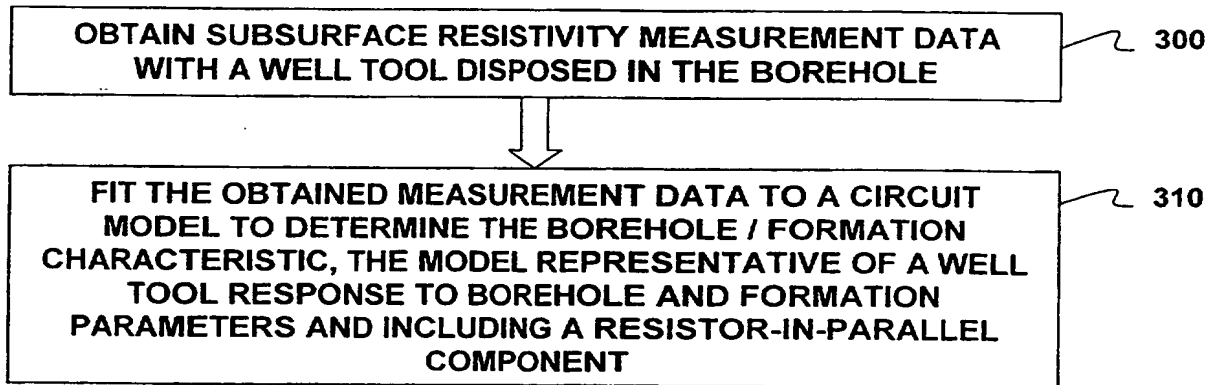 OBTAIN SUBSURFACE RESISTIVITY MEASUREMENT DATA
WITH A WELL TOOL DISPOSED IN THE BOREHOLE
300
FIT THE OBTAINED MEASUREMENT DATA TO A CIRCUIT
MODEL TO DETERMINE THE BOREHOLE / FORMATION
CHARACTERISTIC, THE MODEL REPRESENTATIVE OF A WELL
TOOL RESPONSE TO BOREHOLE AND FORMATION
PARAMETERS AND INCLUDING A RESISTOR-IN-PARALLEL
COMPONENT
310